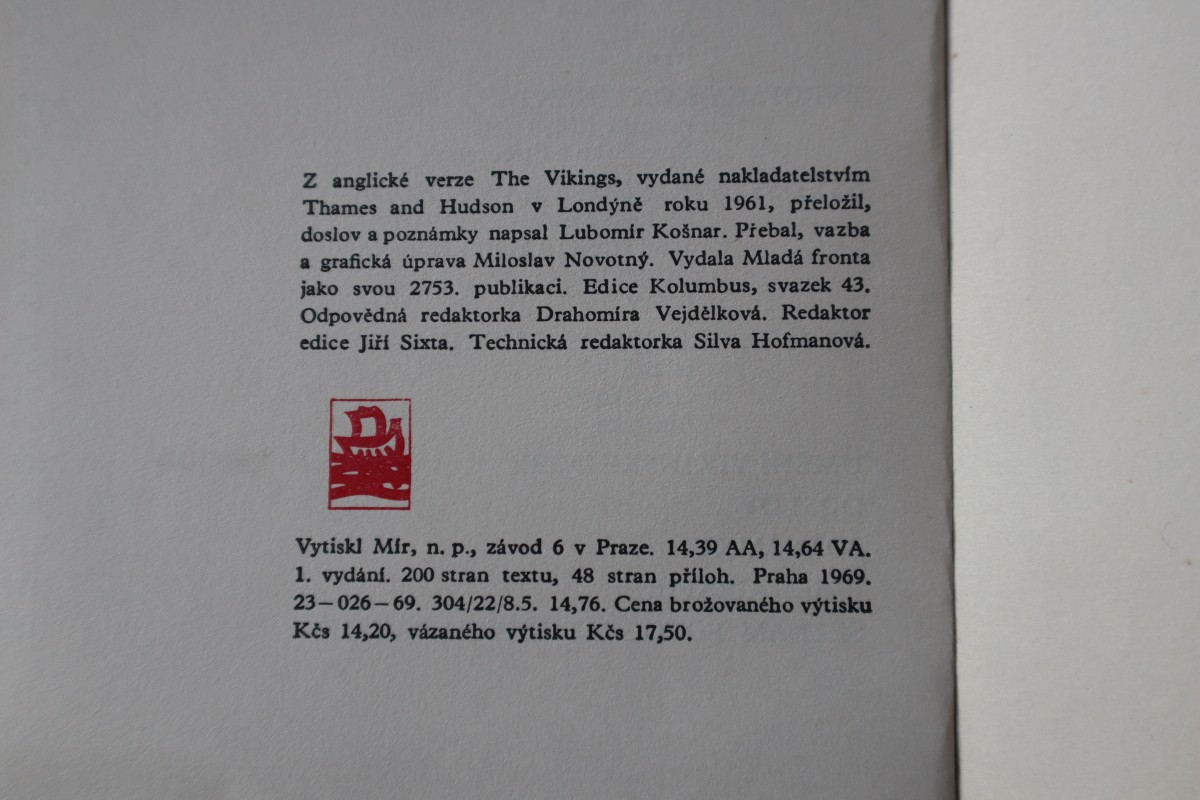 Z anglické verze The Vikings, vydané nakladatelstvím
Thames and Hudson v Londýně roku 1961, přeložil,
doslov a poznámky napsal Lubomír Košnar. Přebal, vazba
a grafická úprava Miloslav Novotný. Vydala Mladá fronta
jako svou 2753. publikaci. Edice Kolumbus, svazek 43.
Odpovědná redaktorka Drahomíra Vejdělková. Redaktor
edice Jiří Sixta. Technická redaktorka Silva Hofmanová.
Vytiskl Mír, n. p., závod 6 v Praze. 14,39 AA, 14,64 VA.
1. vydání. 200 stran textu, 48 stran příloh. Praha 1969.
23—026—69. 304/22/8.5. 14,76. Cena brožovaného výtisku
Kčs 14,20, vázaného výtisku Kčs 17,50.